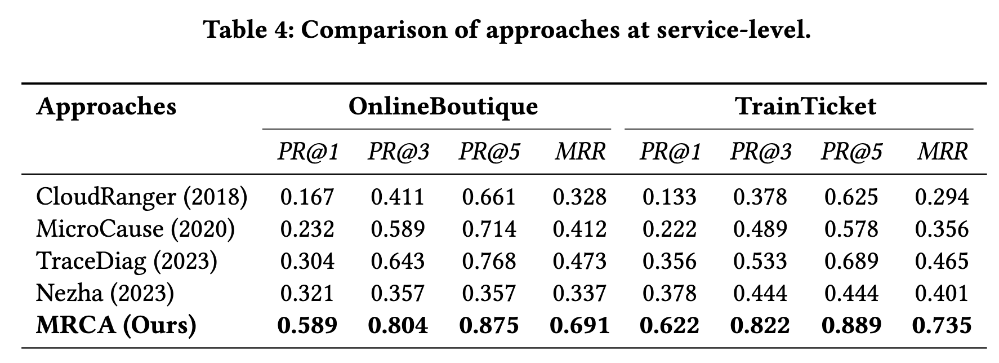 Table 4: Comparison of approaches at service-level.
Approaches OnlineBoutique TrainTicket
PR@1 PR@3 PR@5 MRR PR@1 PR@3 PR@5 MRR
CloudRanger (2018) 0.167 0.411 0.661 0.328 0.133 0.378 0.625 0.294
MicroCause (2020) 0.232 0.589 0.714 0.412 0.222 0.489 0.578 0.356
TraceDiag (2023) 0.304 0.643 0.768 0.473 0.356 0.533 0.689 0.465
Nezha (2023) 0.321 0.357 0.357 0.337 0.378 0.444 0.444 0.401
MRCA (Ours) 0.589 0.804 0.875 0.691 0.622 0.822 0.889 0.735